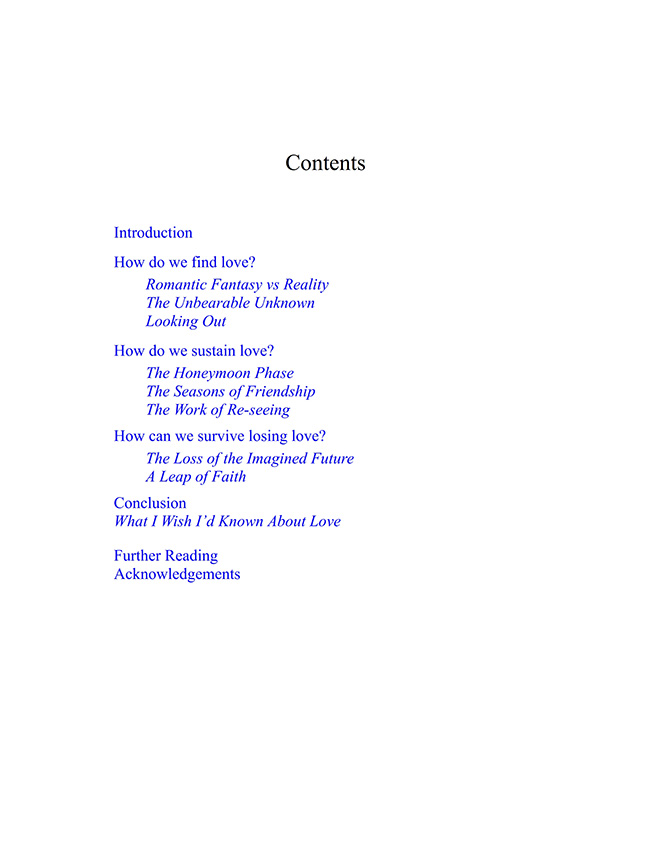 Contents
Introduction
How do we find love?
Romantic Fantasy vs Reality
The Unbearable Unknown
Looking Out
How do we sustain love?
The Honeymoon Phase
The Seasons of Friendship
The Work of Re-seeing
How can we survive losing love?
The Loss of the Imagined Future
A Leap of Faith
Conclusion
What I Wish I’d Known About Love
Further Reading
Acknowledgements